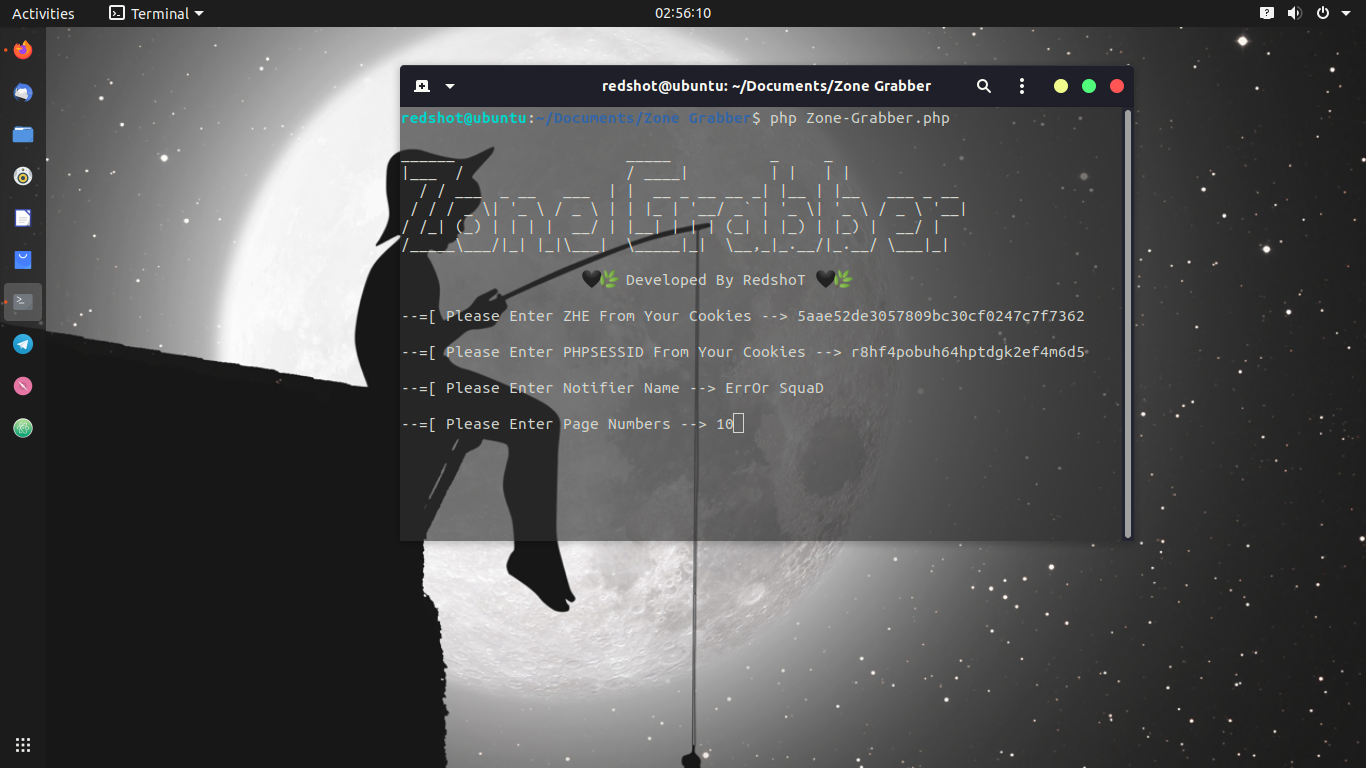 Activities
Terminal
02:56:10
redshot@ubuntu: ~/Documents/Zone Grabber
redshot@ubuntu:~/Documents/Zone Grabber$ php Zone-Grabber.php
Zone Grabber
🖤🌿 Developed By RedshoT 🖤🌿
--=[ Please Enter ZHE From Your Cookies --> 5aae52de3057809bc30cf0247c7f7362
--=[ Please Enter PHPSESSID From Your Cookies --> r8hf4pobuh64hptdgk2ef4m6d5
--=[ Please Enter Notifier Name --> ErrOr SquaD
--=[ Please Enter Page Numbers --> 10